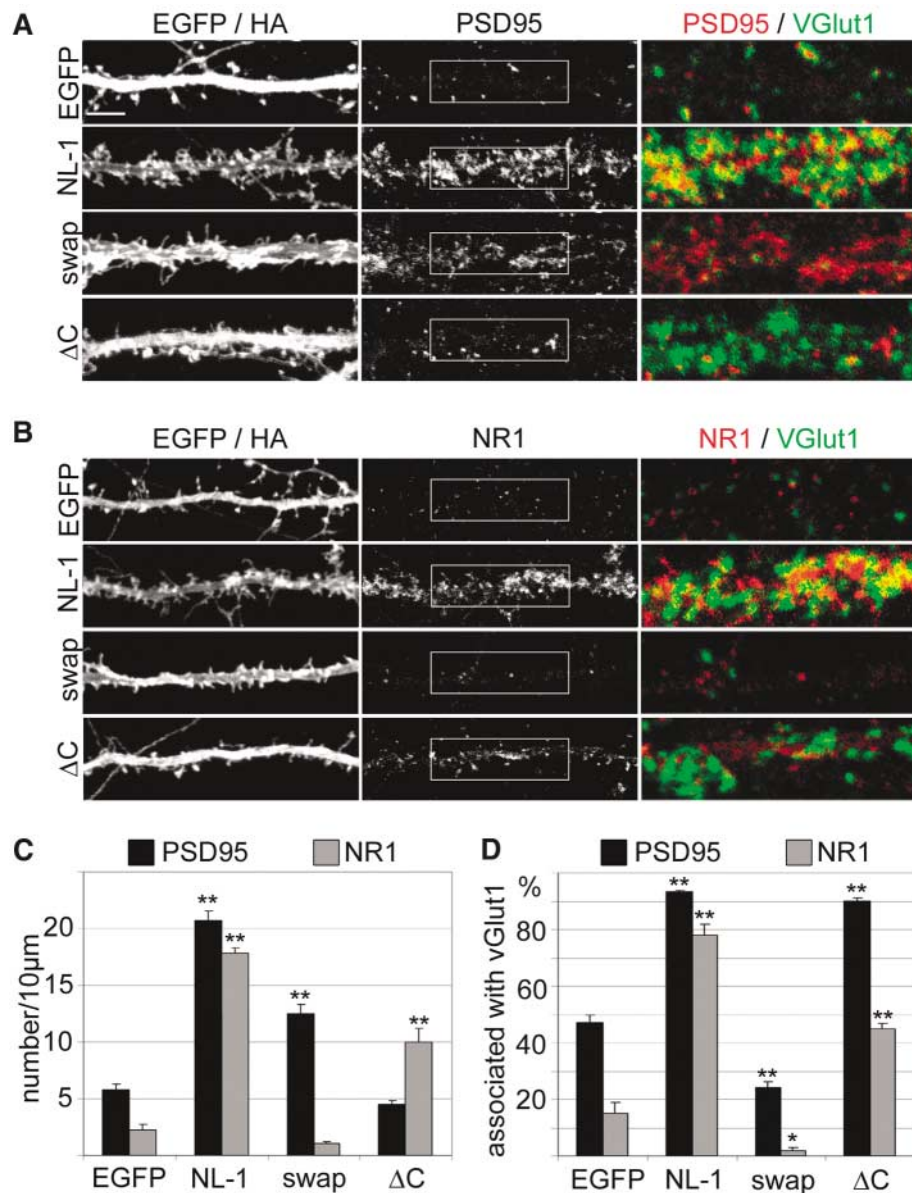 A
EGFP / HA PSD95 PSD95 / VGlut1
EGFP
NL-1
swap
ΔC
B
EGFP / HA NR1 NR1 / VGlut1
EGFP
NL-1
swap
ΔC
C
PSD95 NR1
number/10µm
20
15
10
5
** ** ** **
EGFP NL-1 swap ΔC
D
PSD95 NR1
%
associated with vGlut1
80
60
40
20
** ** ** * ** **
EGFP NL-1 swap ΔC